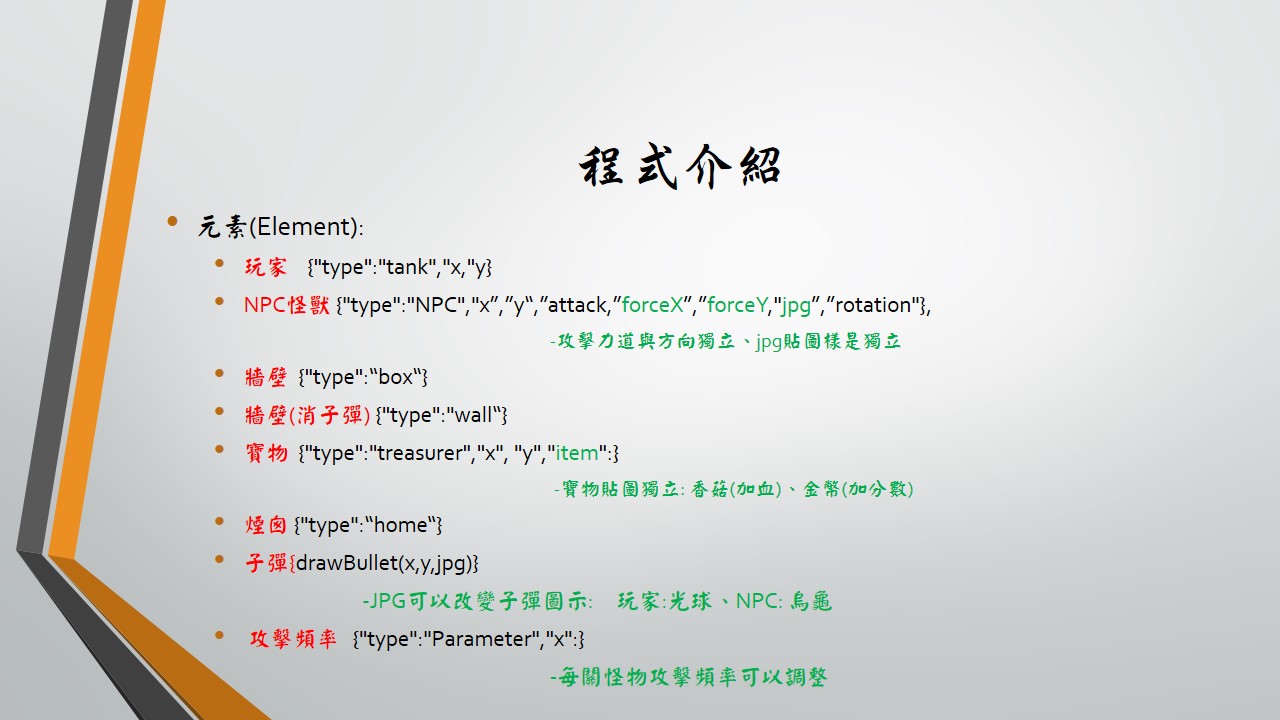 程式介紹
元素(Element):
玩家 {"type":"tank","x,"y}
NPC怪獸 {"type":"NPC","x”,”y“,”attack,”forceX”,”forceY,"jpg”,”rotation"},
-攻擊力道與方向獨立、jpg貼圖樣是獨立
牆壁 {"type":“box“}
牆壁(消子彈) {"type":"wall“}
寶物 {"type":"treasurer","x", "y","item":}
-寶物貼圖獨立: 香菇(加血)、金幣(加分數)
煙囪 {"type":“home“}
子彈{drawBullet(x,y,jpg)}
-JPG可以改變子彈圖示: 玩家:光球、NPC: 烏龜
攻擊頻率 {"type":"Parameter","x":}
-每關怪物攻擊頻率可以調整